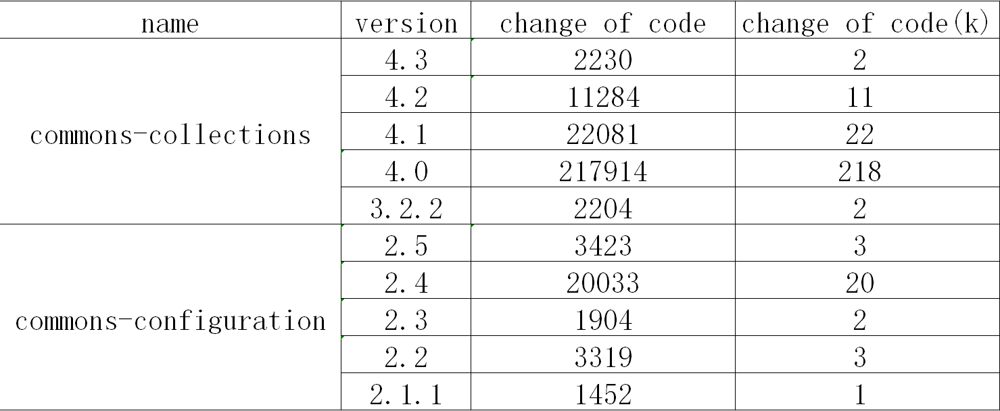 name version change of code change of code(k)
4.3 2230 2
4.2 11284 11
commons-collections 4.1 22081 22
4.0 217914 218
3.2.2 2204 2
2.5 3423 3
2.4 20033 20
commons-configuration 2.3 1904 2
2.2 3319 3
2.1.1 1452 1